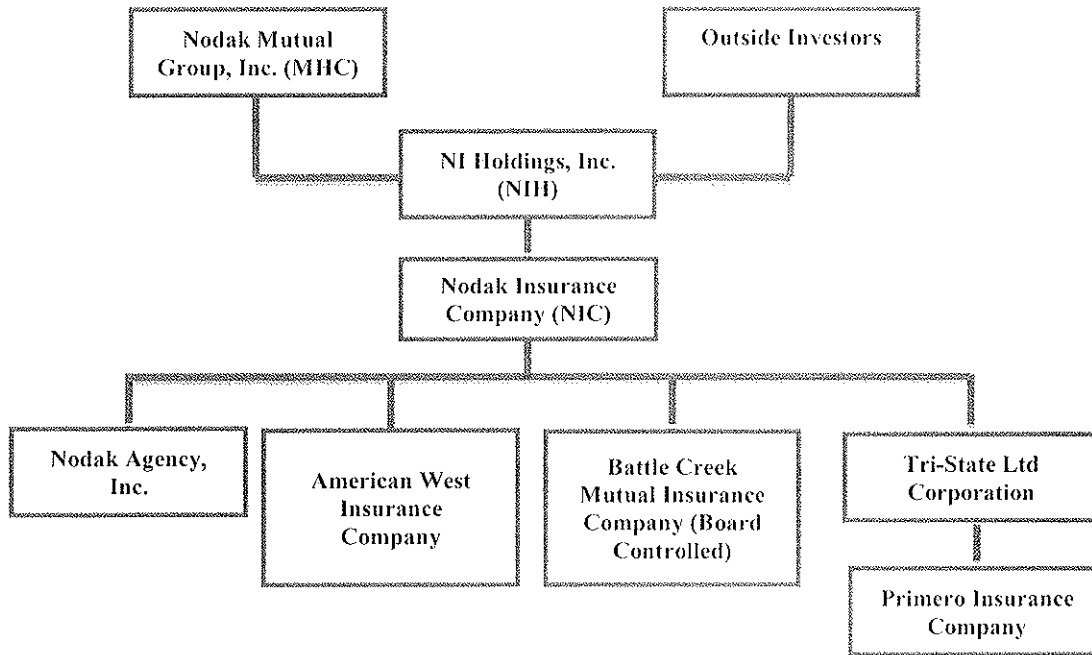 Nodak Mutual
Group, Inc. (MHC)
Outside Investors
NI Holdings, Inc.
(NIH)
Nodak Insurance
Company (NIC)
Nodak Agency,
Inc.
American West
Insurance
Company
Battle Creek
Mutual Insurance
Company (Board
Controlled)
Tri-State Ltd
Corporation
Primero Insurance
Company